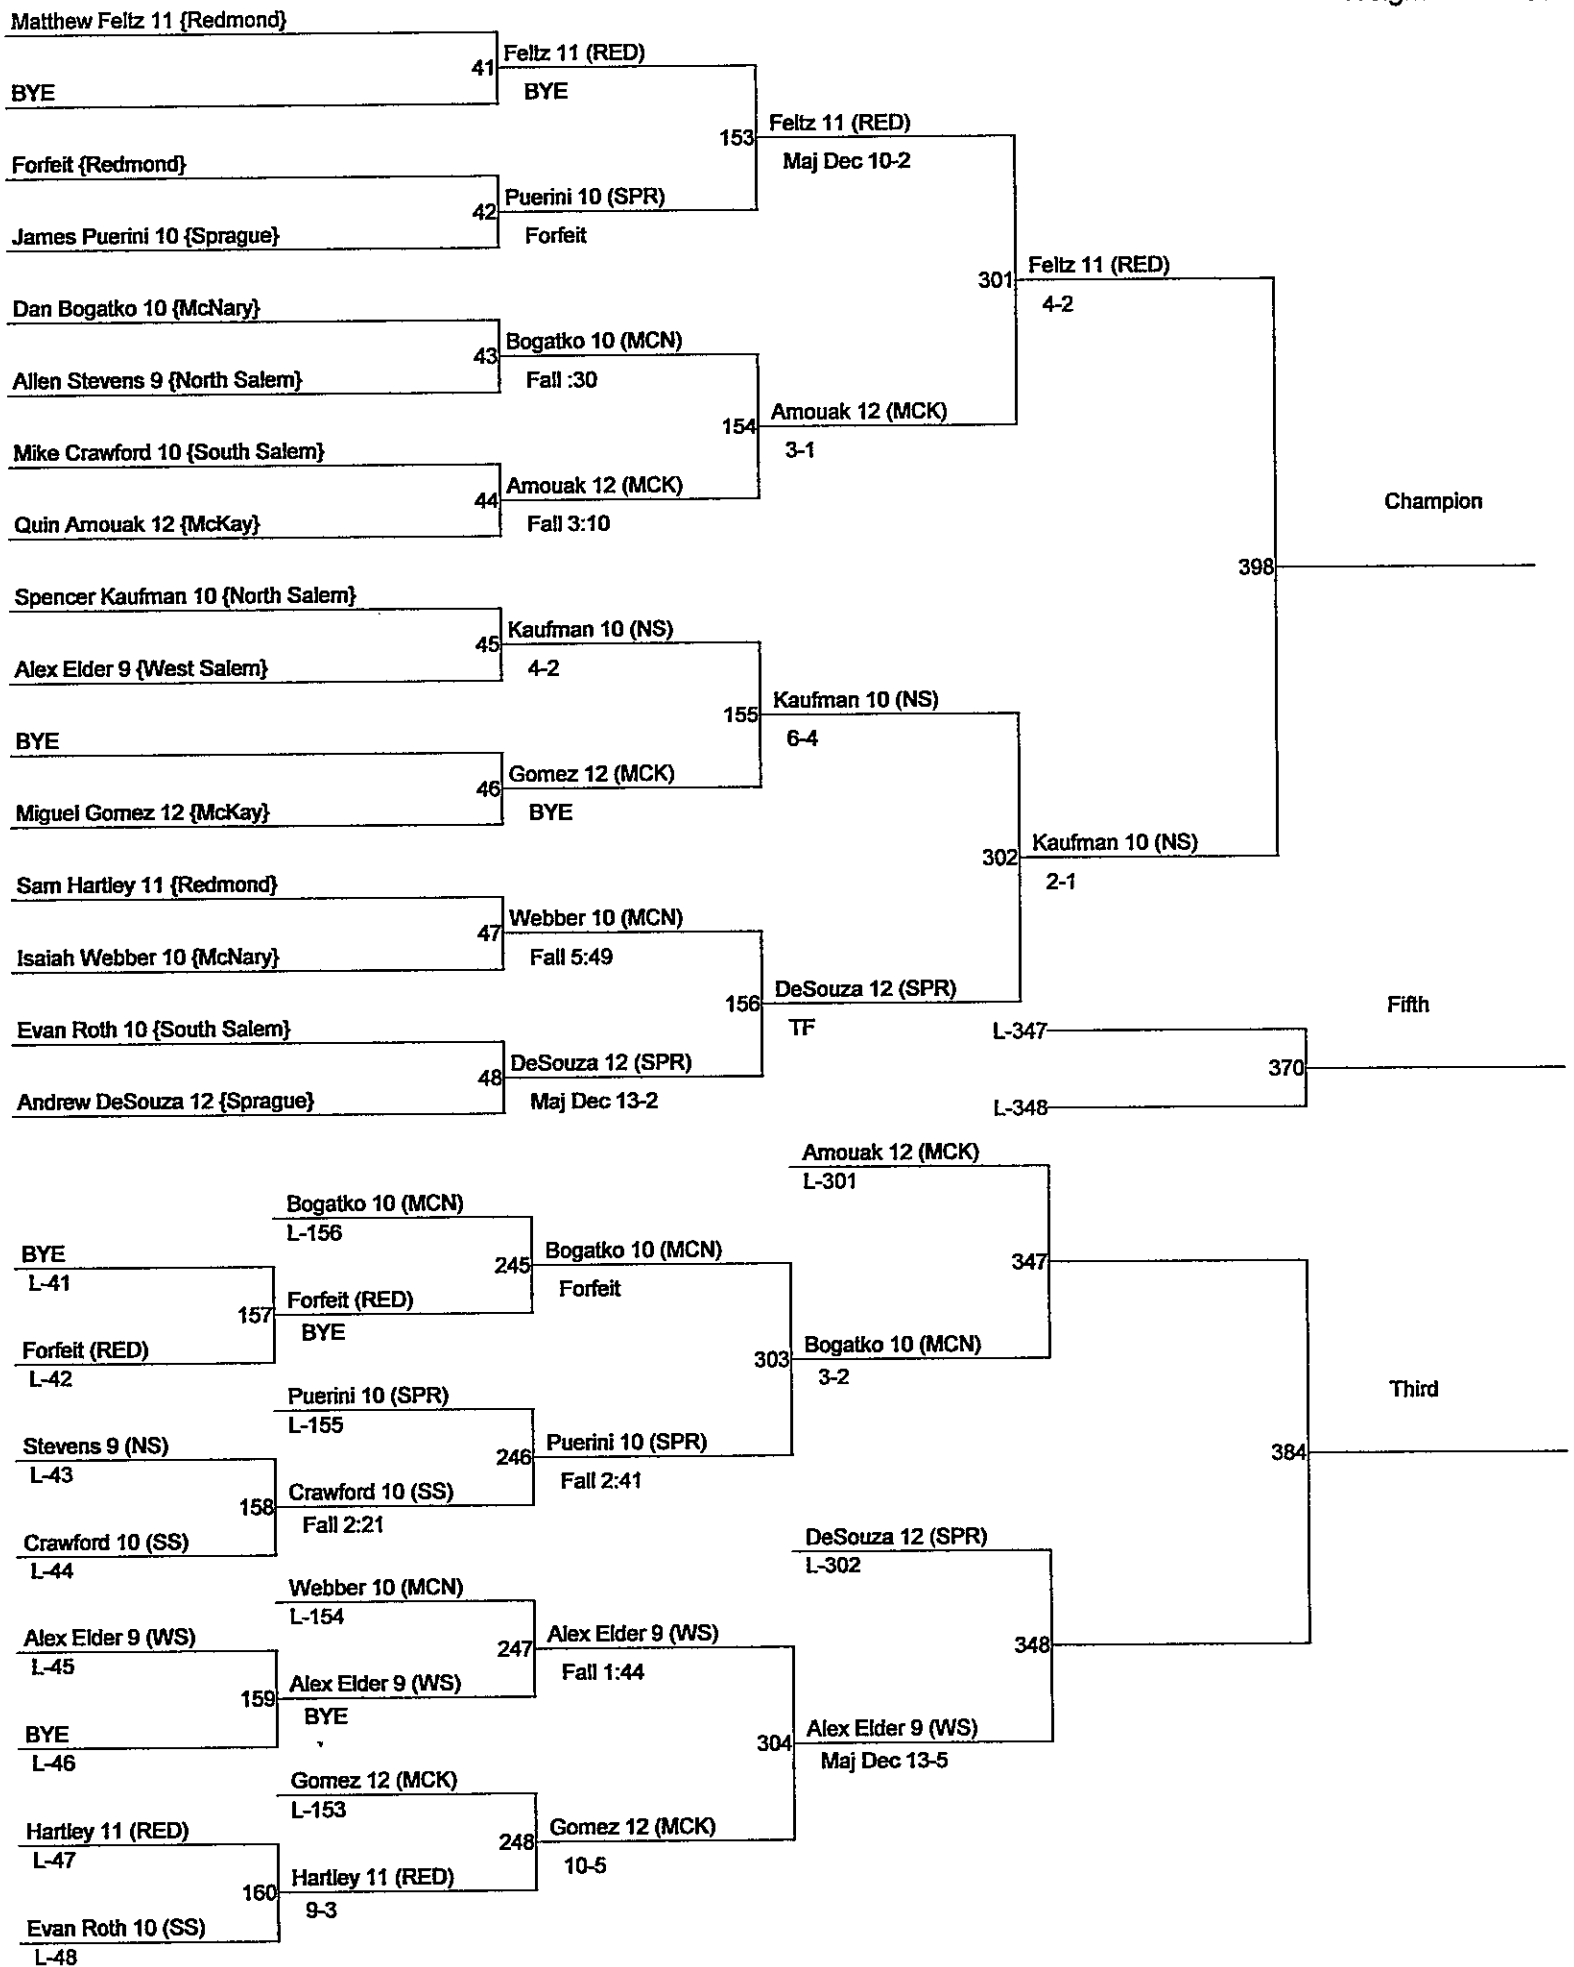 Matthew Feltz 11 {Redmond}
41
Feltz 11 (RED)
BYE
BYE
153
Feltz 11 (RED)
Maj Dec 10-2
Forfeit {Redmond}
42
Puerini 10 (SPR)
Forfeit
James Puerini 10 {Sprague}
301
Feltz 11 (RED)
4-2
Dan Bogatko 10 {McNary}
43
Bogatko 10 (MCN)
Fall :30
Allen Stevens 9 {North Salem}
154
Amouak 12 (MCK)
3-1
Mike Crawford 10 {South Salem}
44
Amouak 12 (MCK)
Fall 3:10
Quin Amouak 12 {McKay}
Champion
398
Spencer Kaufman 10 {North Salem}
45
Kaufman 10 (NS)
4-2
Alex Elder 9 {West Salem}
155
Kaufman 10 (NS)
6-4
BYE
46
Gomez 12 (MCK)
BYE
Miguel Gomez 12 {McKay}
302
Kaufman 10 (NS)
2-1
Sam Hartley 11 {Redmond}
47
Webber 10 (MCN)
Fall 5:49
Isaiah Webber 10 {McNary}
156
DeSouza 12 (SPR)
TF
Evan Roth 10 {South Salem}
48
DeSouza 12 (SPR)
Maj Dec 13-2
Andrew DeSouza 12 {Sprague}
Fifth
L-347
370
L-348
Amouak 12 (MCK)
L-301
Bogatko 10 (MCN)
L-156
245
Bogatko 10 (MCN)
Forfeit
347
BYE
L-41
157
Forfeit (RED)
BYE
Forfeit (RED)
L-42
303
Bogatko 10 (MCN)
3-2
Puerini 10 (SPR)
L-155
246
Puerini 10 (SPR)
Fall 2:41
Third
384
Stevens 9 (NS)
L-43
158
Crawford 10 (SS)
Fall 2:21
Crawford 10 (SS)
L-44
DeSouza 12 (SPR)
L-302
Webber 10 (MCN)
L-154
247
Alex Elder 9 (WS)
Fall 1:44
348
Alex Elder 9 (WS)
L-45
159
Alex Elder 9 (WS)
BYE
BYE
L-46
304
Alex Elder 9 (WS)
Maj Dec 13-5
Gomez 12 (MCK)
L-153
248
Gomez 12 (MCK)
10-5
Hartley 11 (RED)
L-47
160
Hartley 11 (RED)
9-3
Evan Roth 10 (SS)
L-48